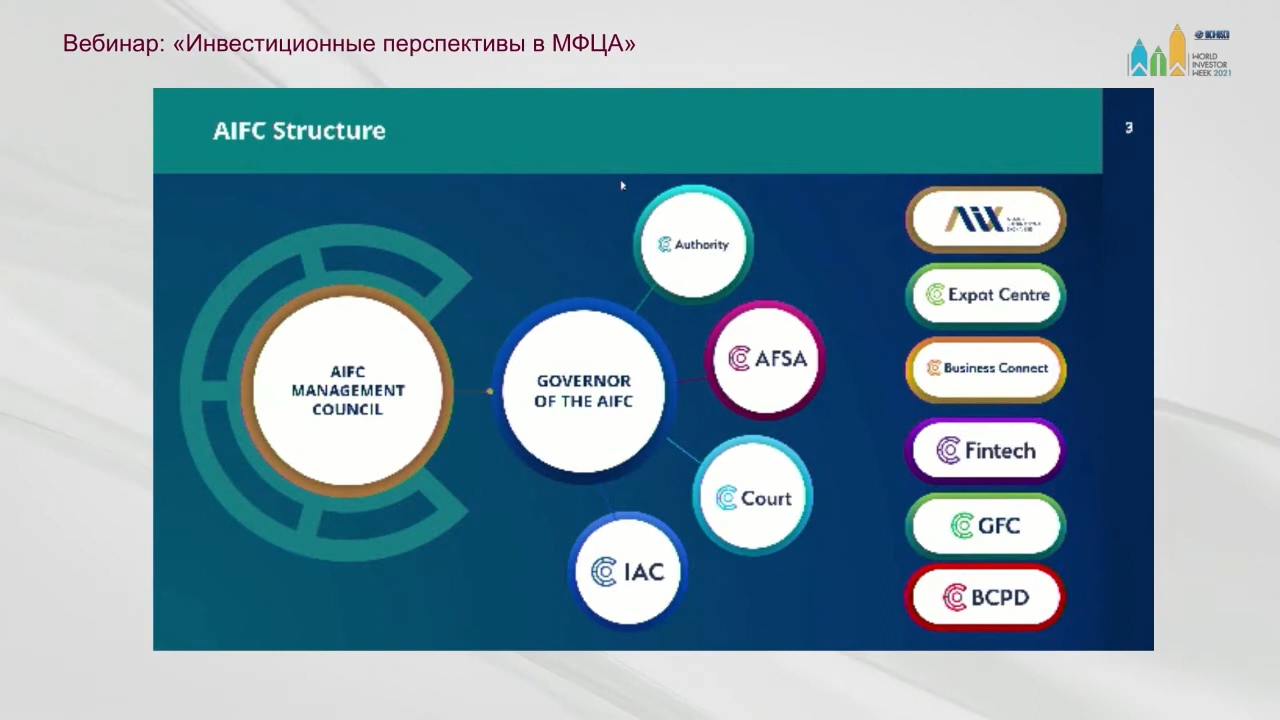 Вебинар: «Инвестиционные перспективы в МФЦА»
WORLD
INVESTOR
WEEK 2021
AIFC Structure
3
AIFC
MANAGEMENT
COUNCIL
GOVERNOR
OF THE AIFC
Authority
AFSA
Court
IAC
AIX
Expat Centre
Business Connect
Fintech
GFC
BCPD